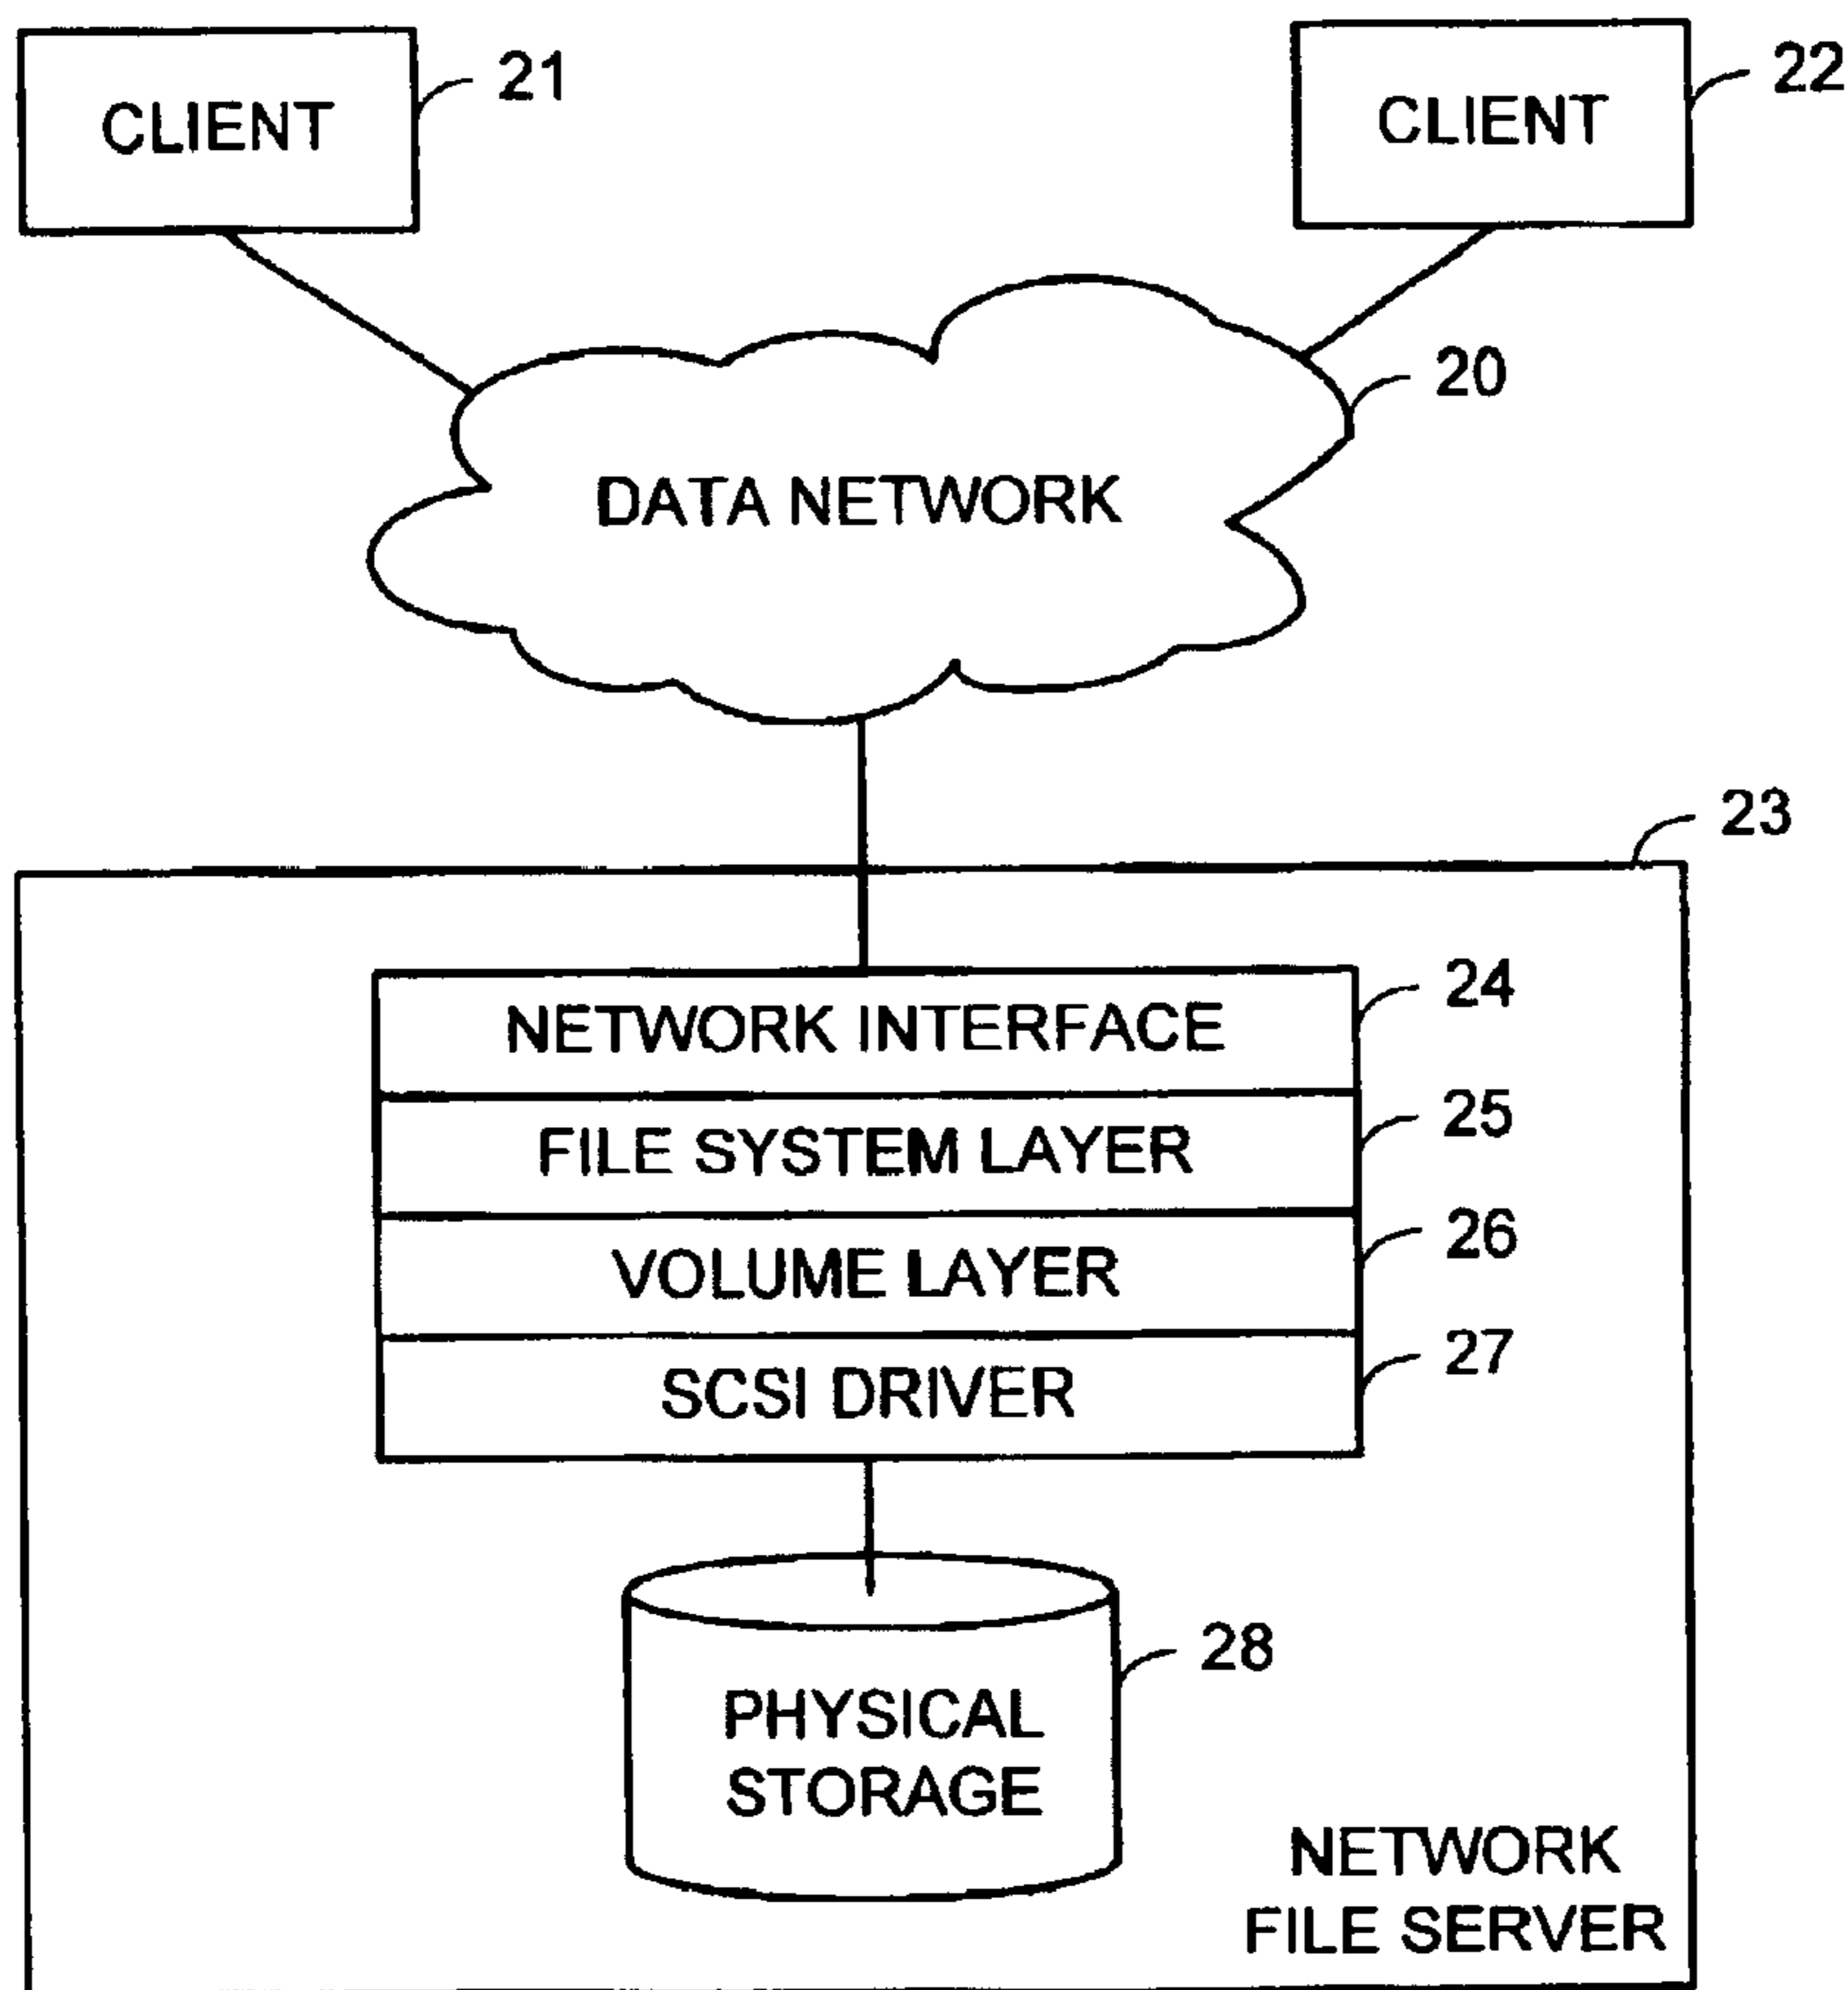 CLIENT
21
CLIENT
22
20
DATA NETWORK
23
NETWORK INTERFACE
24
FILE SYSTEM LAYER
25
VOLUME LAYER
26
SCSI DRIVER
27
28
PHYSICAL
STORAGE
NETWORK
FILE SERVER